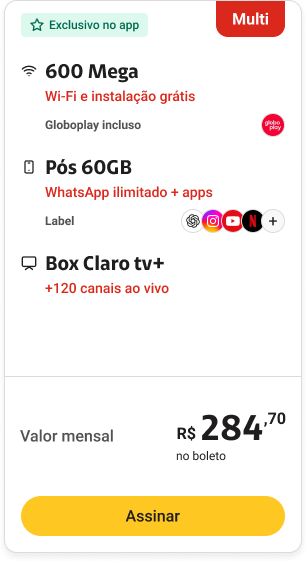 Exclusivo no app
Multi
600 Mega
Wi-Fi e instalação grátis
Globoplay incluso
globo
play
Pós 60GB
WhatsApp ilimitado + apps
Label
N
+
Box Claro tv+
+120 canais ao vivo
Valor mensal
R$ 284,70
no boleto
Assinar